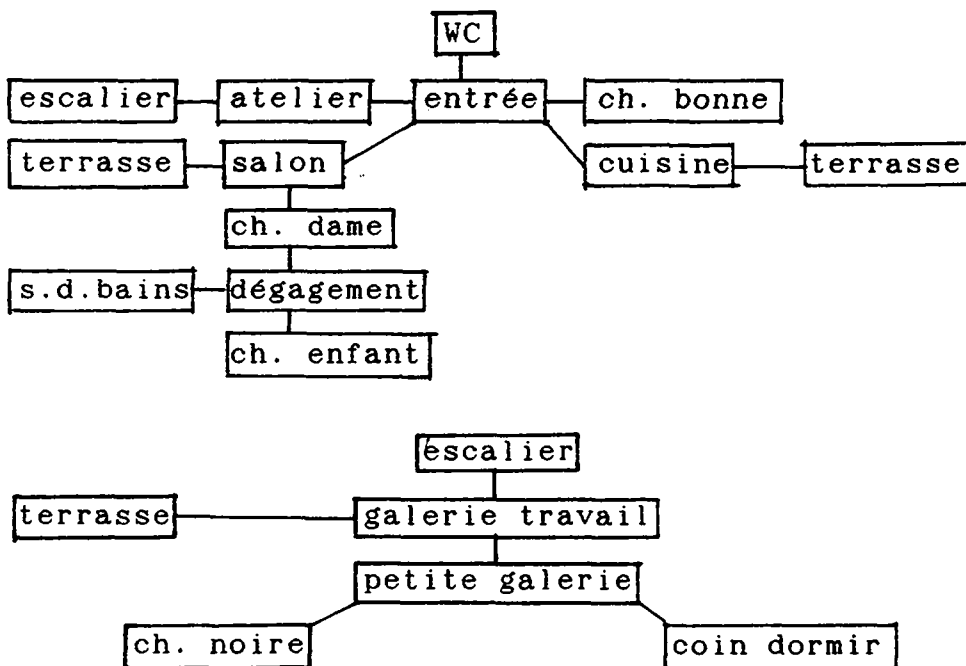 WC
escalier atelier entrée ch. bonne
terrasse salon cuisine terrasse
ch. dame
s.d.bains dégagement
ch. enfant
escalier
terrasse galerie travail
petite galerie
ch. noire coin dormir